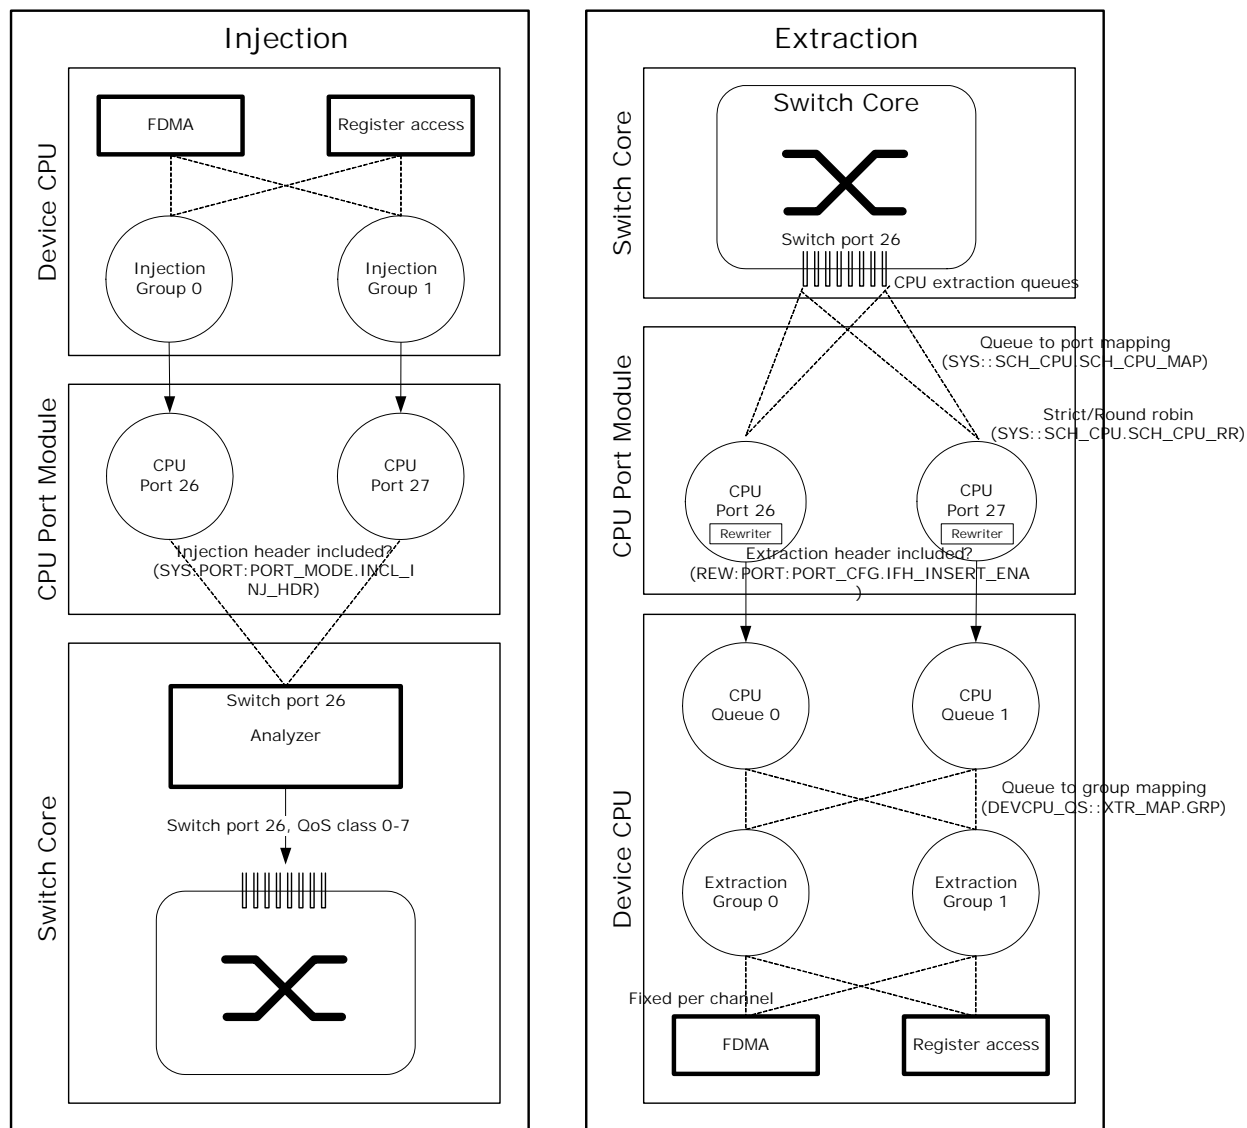 Injection
Device CPU
FDMA
Register access
Injection
Group 0
Injection
Group 1
CPU Port Module
CPU
Port 26
CPU
Port 27
Injection header included?
(SYS:PORT:PORT_MODE.INCL_I
NJ_HDR)
Switch Core
Switch port 26
Analyzer
Switch port 26, QoS class 0-7
Extraction
Switch Core
Switch Core
Switch port 26
CPU extraction queues
CPU Port Module
Queue to port mapping
(SYS::SCH_CPU.SCH_CPU_MAP)
Strict/Round robin
(SYS::SCH_CPU.SCH_CPU_RR)
CPU
Port 26
Rewriter
CPU
Port 27
Rewriter
Extraction header included?
(REW:PORT:PORT_CFG.IFH_INSERT_ENA
)
Device CPU
CPU
Queue 0
CPU
Queue 1
Queue to group mapping
(DEVCPU_QS::XTR_MAP.GRP)
Extraction
Group 0
Extraction
Group 1
Fixed per channel
FDMA
Register access